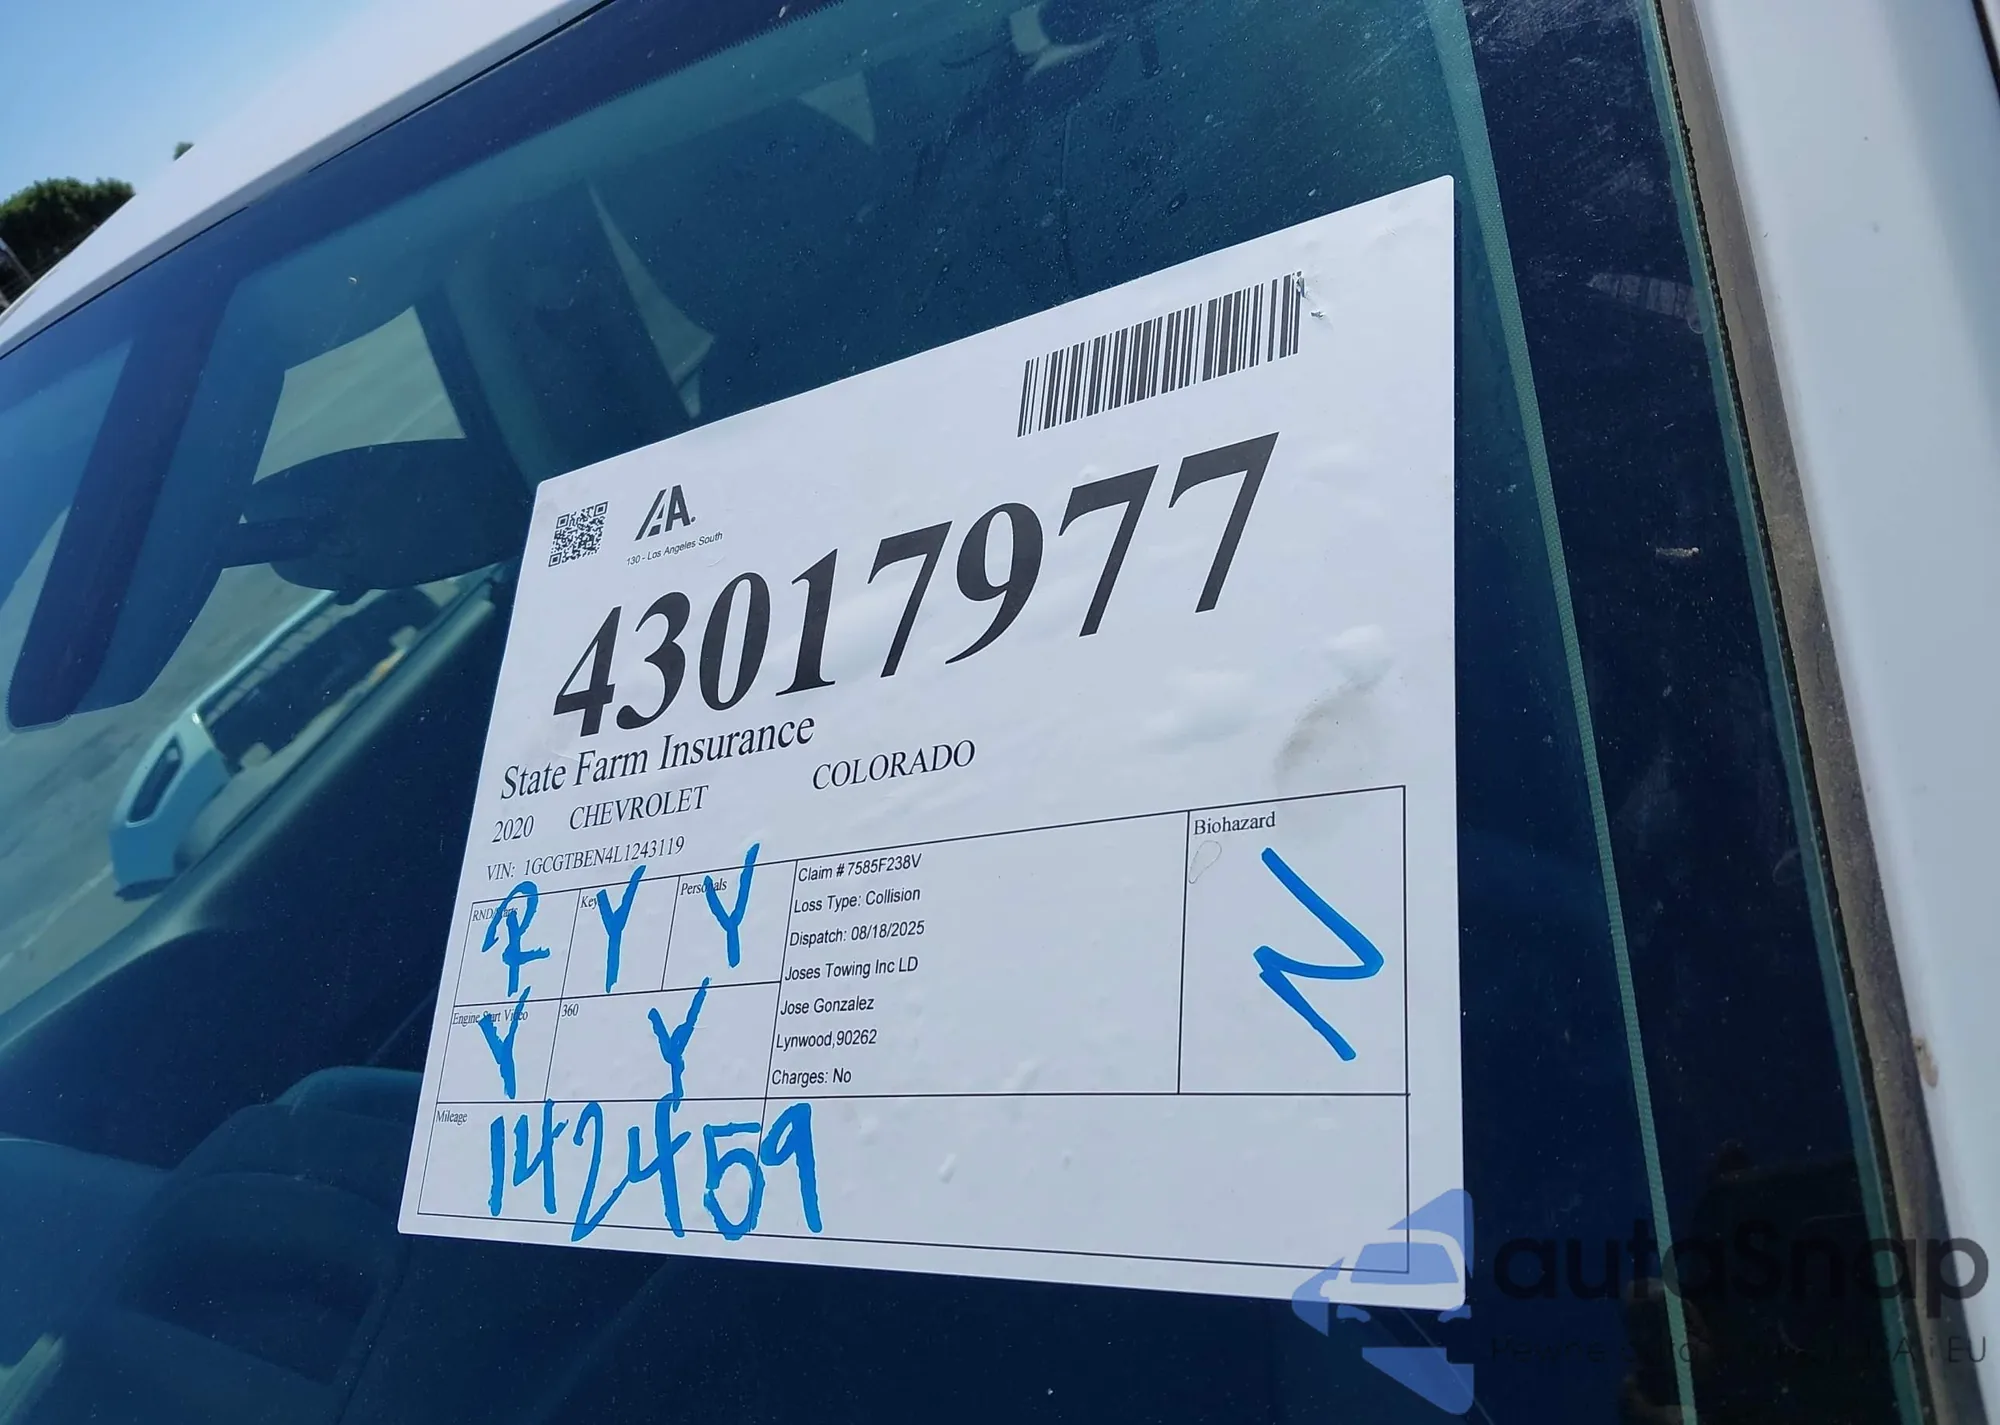 IAA.
130 - Los Angeles South
43017977
State Farm Insurance
2020 CHEVROLET COLORADO
VIN: 1GCGTBEN4L1243119
R
Y
Personals Y
Engine Start Video Y
360 Y
Claim # 7585F238V
Loss Type: Collision
Dispatch: 08/18/2025
Joses Towing Inc LD
Jose Gonzalez
Lynwood,90262
Charges: No
Biohazard
N
Mileage
142459
autoSnap
EU